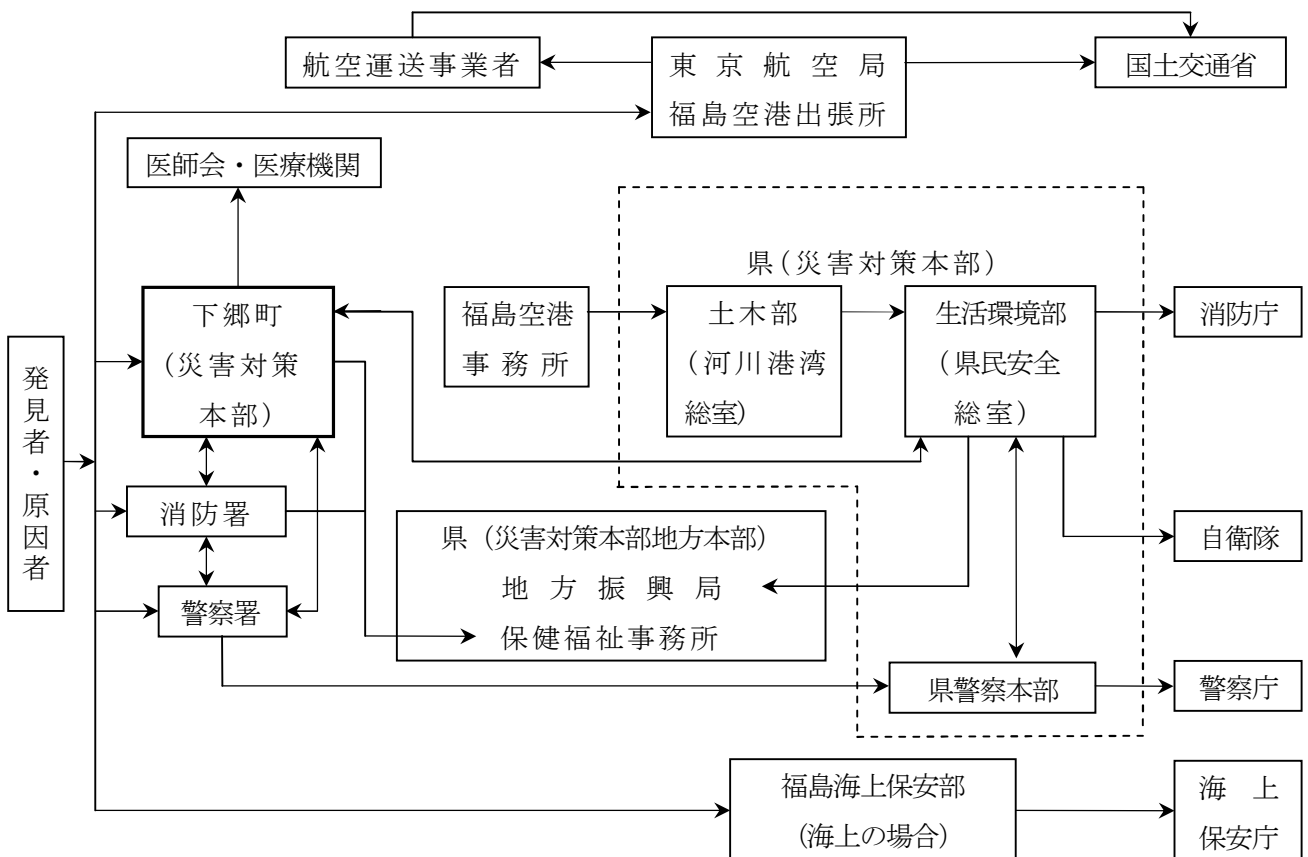 航空運送事業者
東京航空局
福島空港出張所
国土交通省
医師会・医療機関
県(災害対策本部)
下郷町
(災害対策
本部)
福島空港
事務所
土木部
(河川港湾
総室)
生活環境部
(県民安全
総室)
消防庁
発見者・原因者
消防署
県(災害対策本部地方本部)
地方振興局
保健福祉事務所
自衛隊
警察署
県警察本部
警察庁
福島海上保安部
(海上の場合)
海上
保安庁